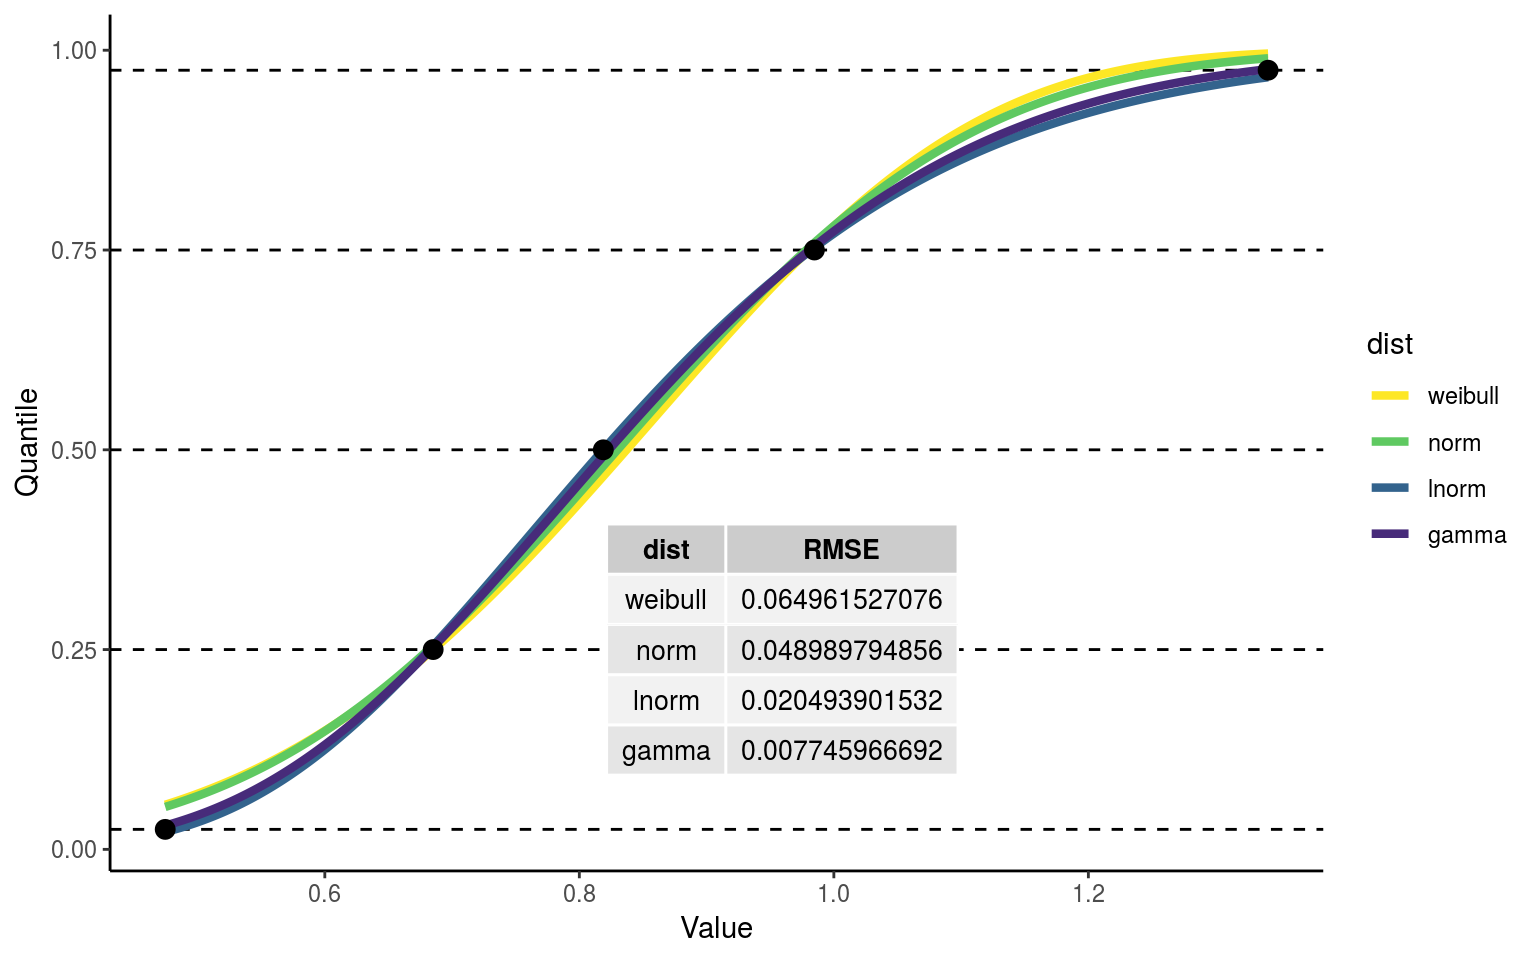 1.00
0.75
0.50
0.25
0.00
Quantile
0.6 0.8 1.0 1.2
Value
dist RMSE
weibull 0.064961527076
norm 0.048989794856
lnorm 0.020493901532
gamma 0.007745966692
dist
weibull
norm
lnorm
gamma